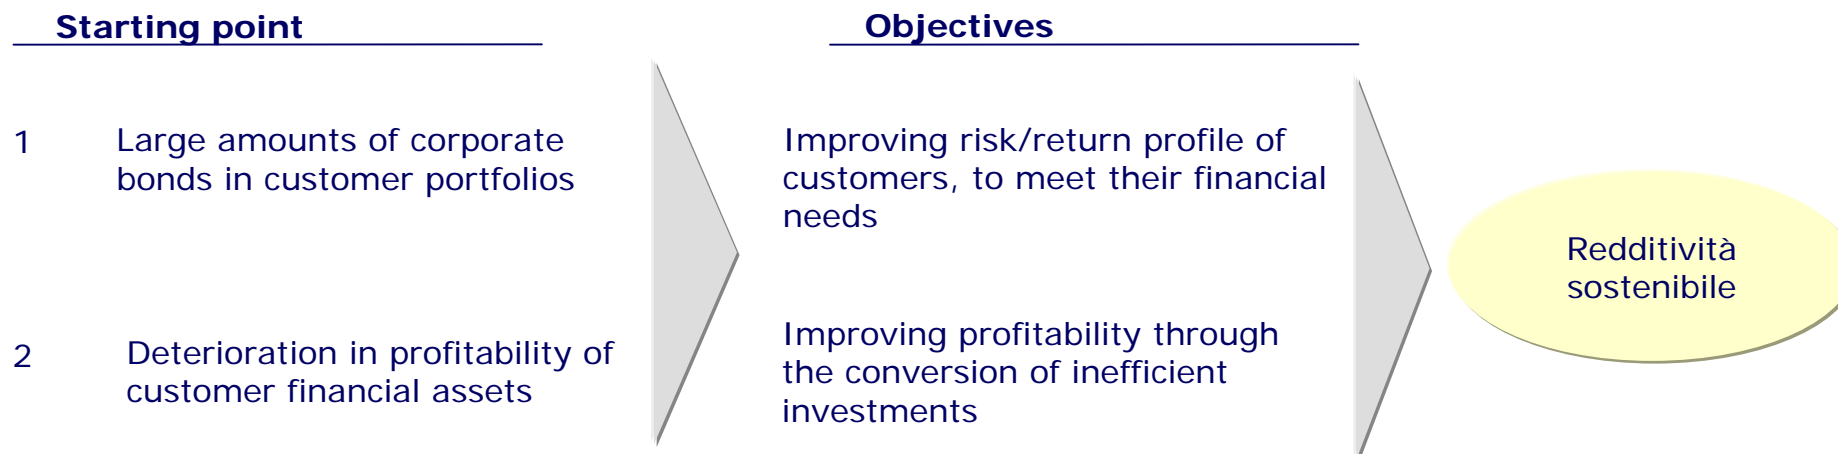 Starting point
Objectives
1
Large amounts of corporate
bonds in customer portfolios
Improving risk/return profile of
customers, to meet their financial
needs
2
Deterioration in profitability of
customer financial assets
Improving profitability through
the conversion of inefficient
investments
Redditività
sostenibile